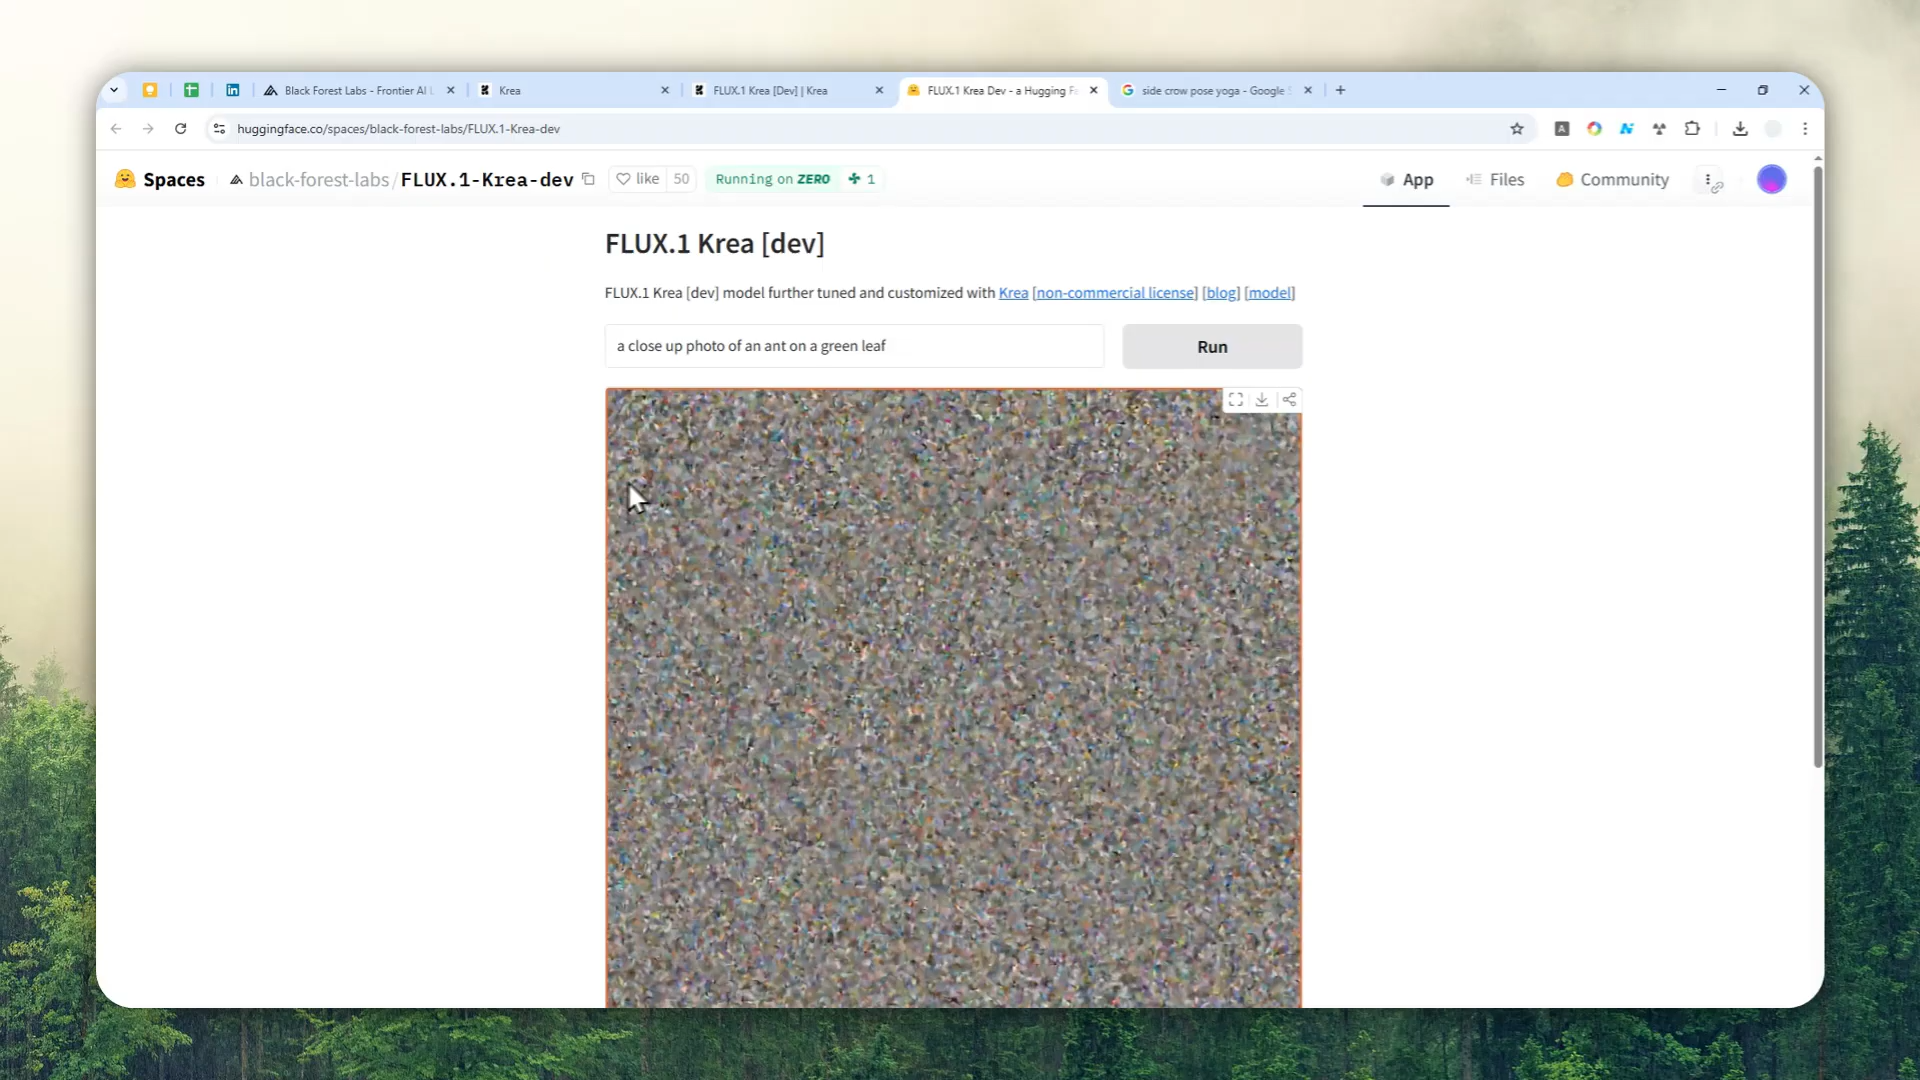 Black Forest Labs - Frontier AI L
Krea
FLUX.1 Krea [Dev] | Krea
FLUX.1 Krea Dev - a Hugging F
side crow pose yoga - Google S
huggingface.co/spaces/black-forest-labs/FLUX.1-Krea-dev
Spaces
black-forest-labs/FLUX.1-Krea-dev
like 50
Running on ZERO
1
App
Files
Community
FLUX.1 Krea [dev]
FLUX.1 Krea [dev] model further tuned and customized with Krea [non-commercial license] [blog] [model]
a close up photo of an ant on a green leaf
Run